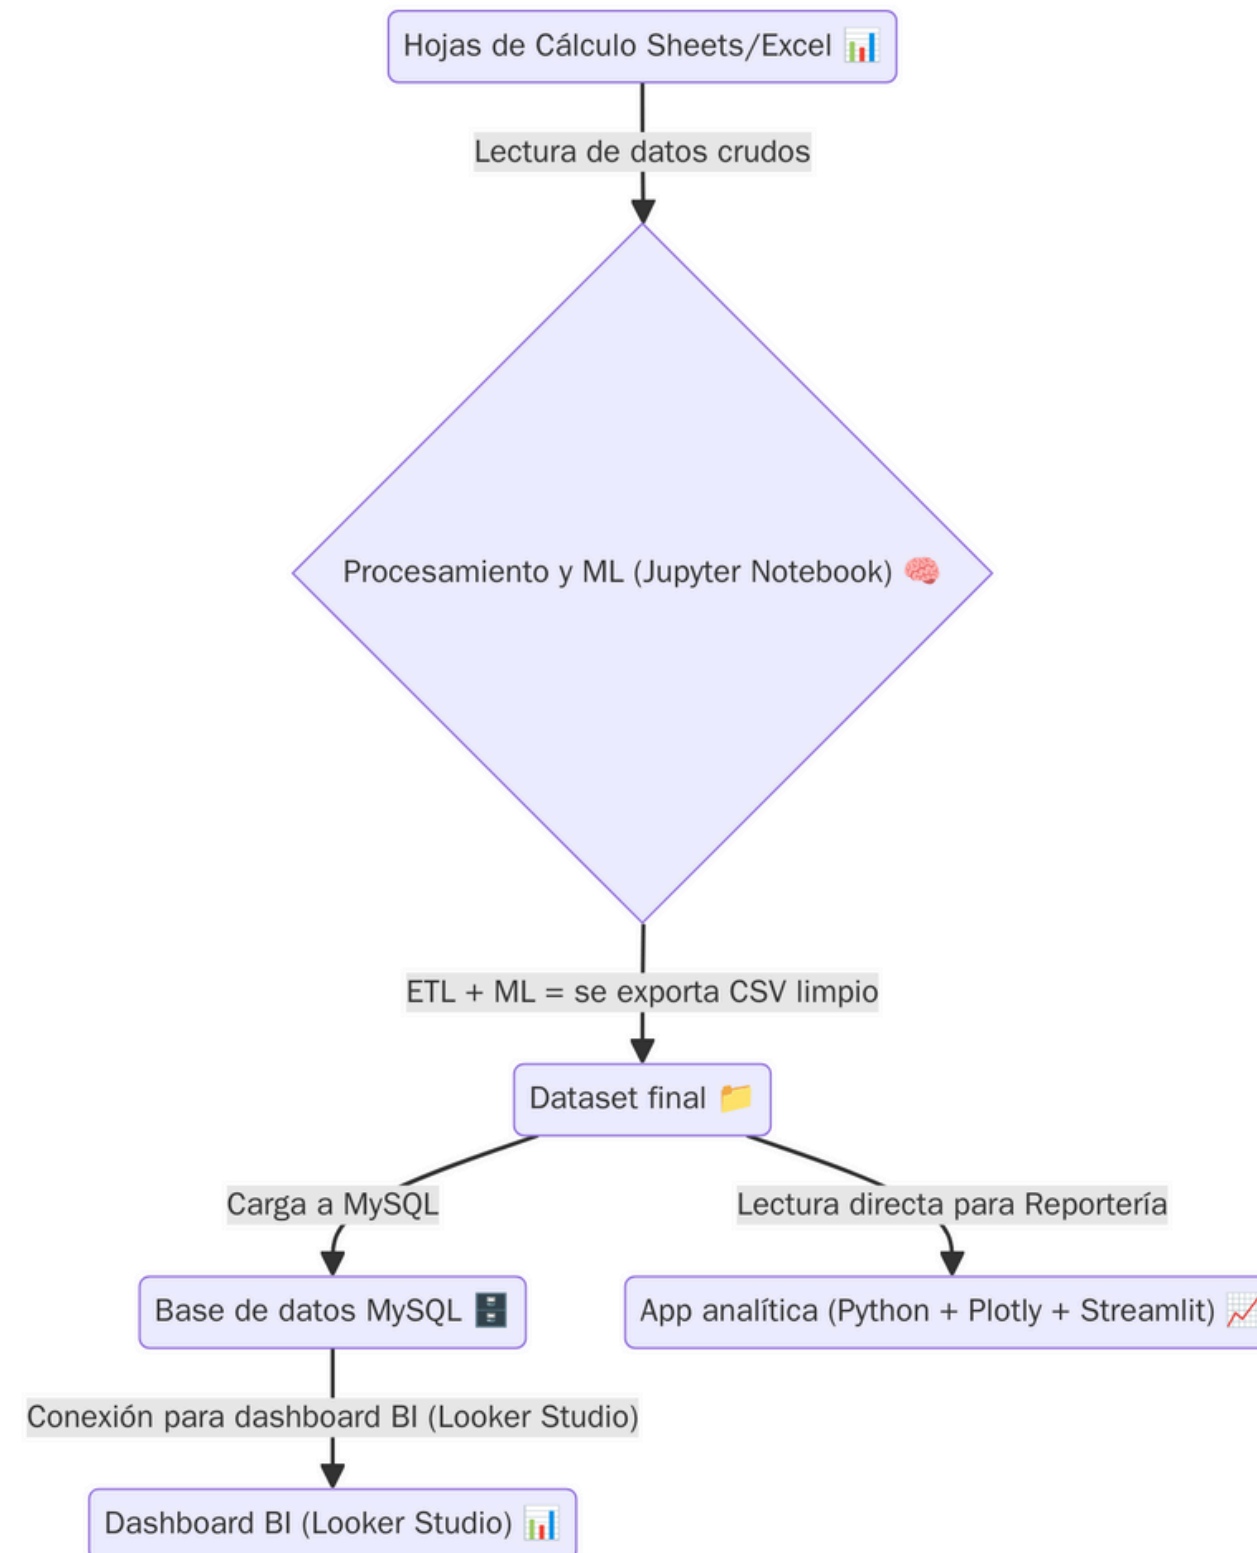 Hojas de Cálculo Sheets/Excel 📊
Lectura de datos crudos
Procesamiento y ML (Jupyter Notebook) 🧠
ETL + ML = se exporta CSV limpio
Dataset final 📁
Carga a MySQL
Lectura directa para Reportería
Base de datos MySQL 🗄️
App analítica (Python + Plotly + Streamlit) 📈
Conexión para dashboard BI (Looker Studio)
Dashboard BI (Looker Studio) 📊